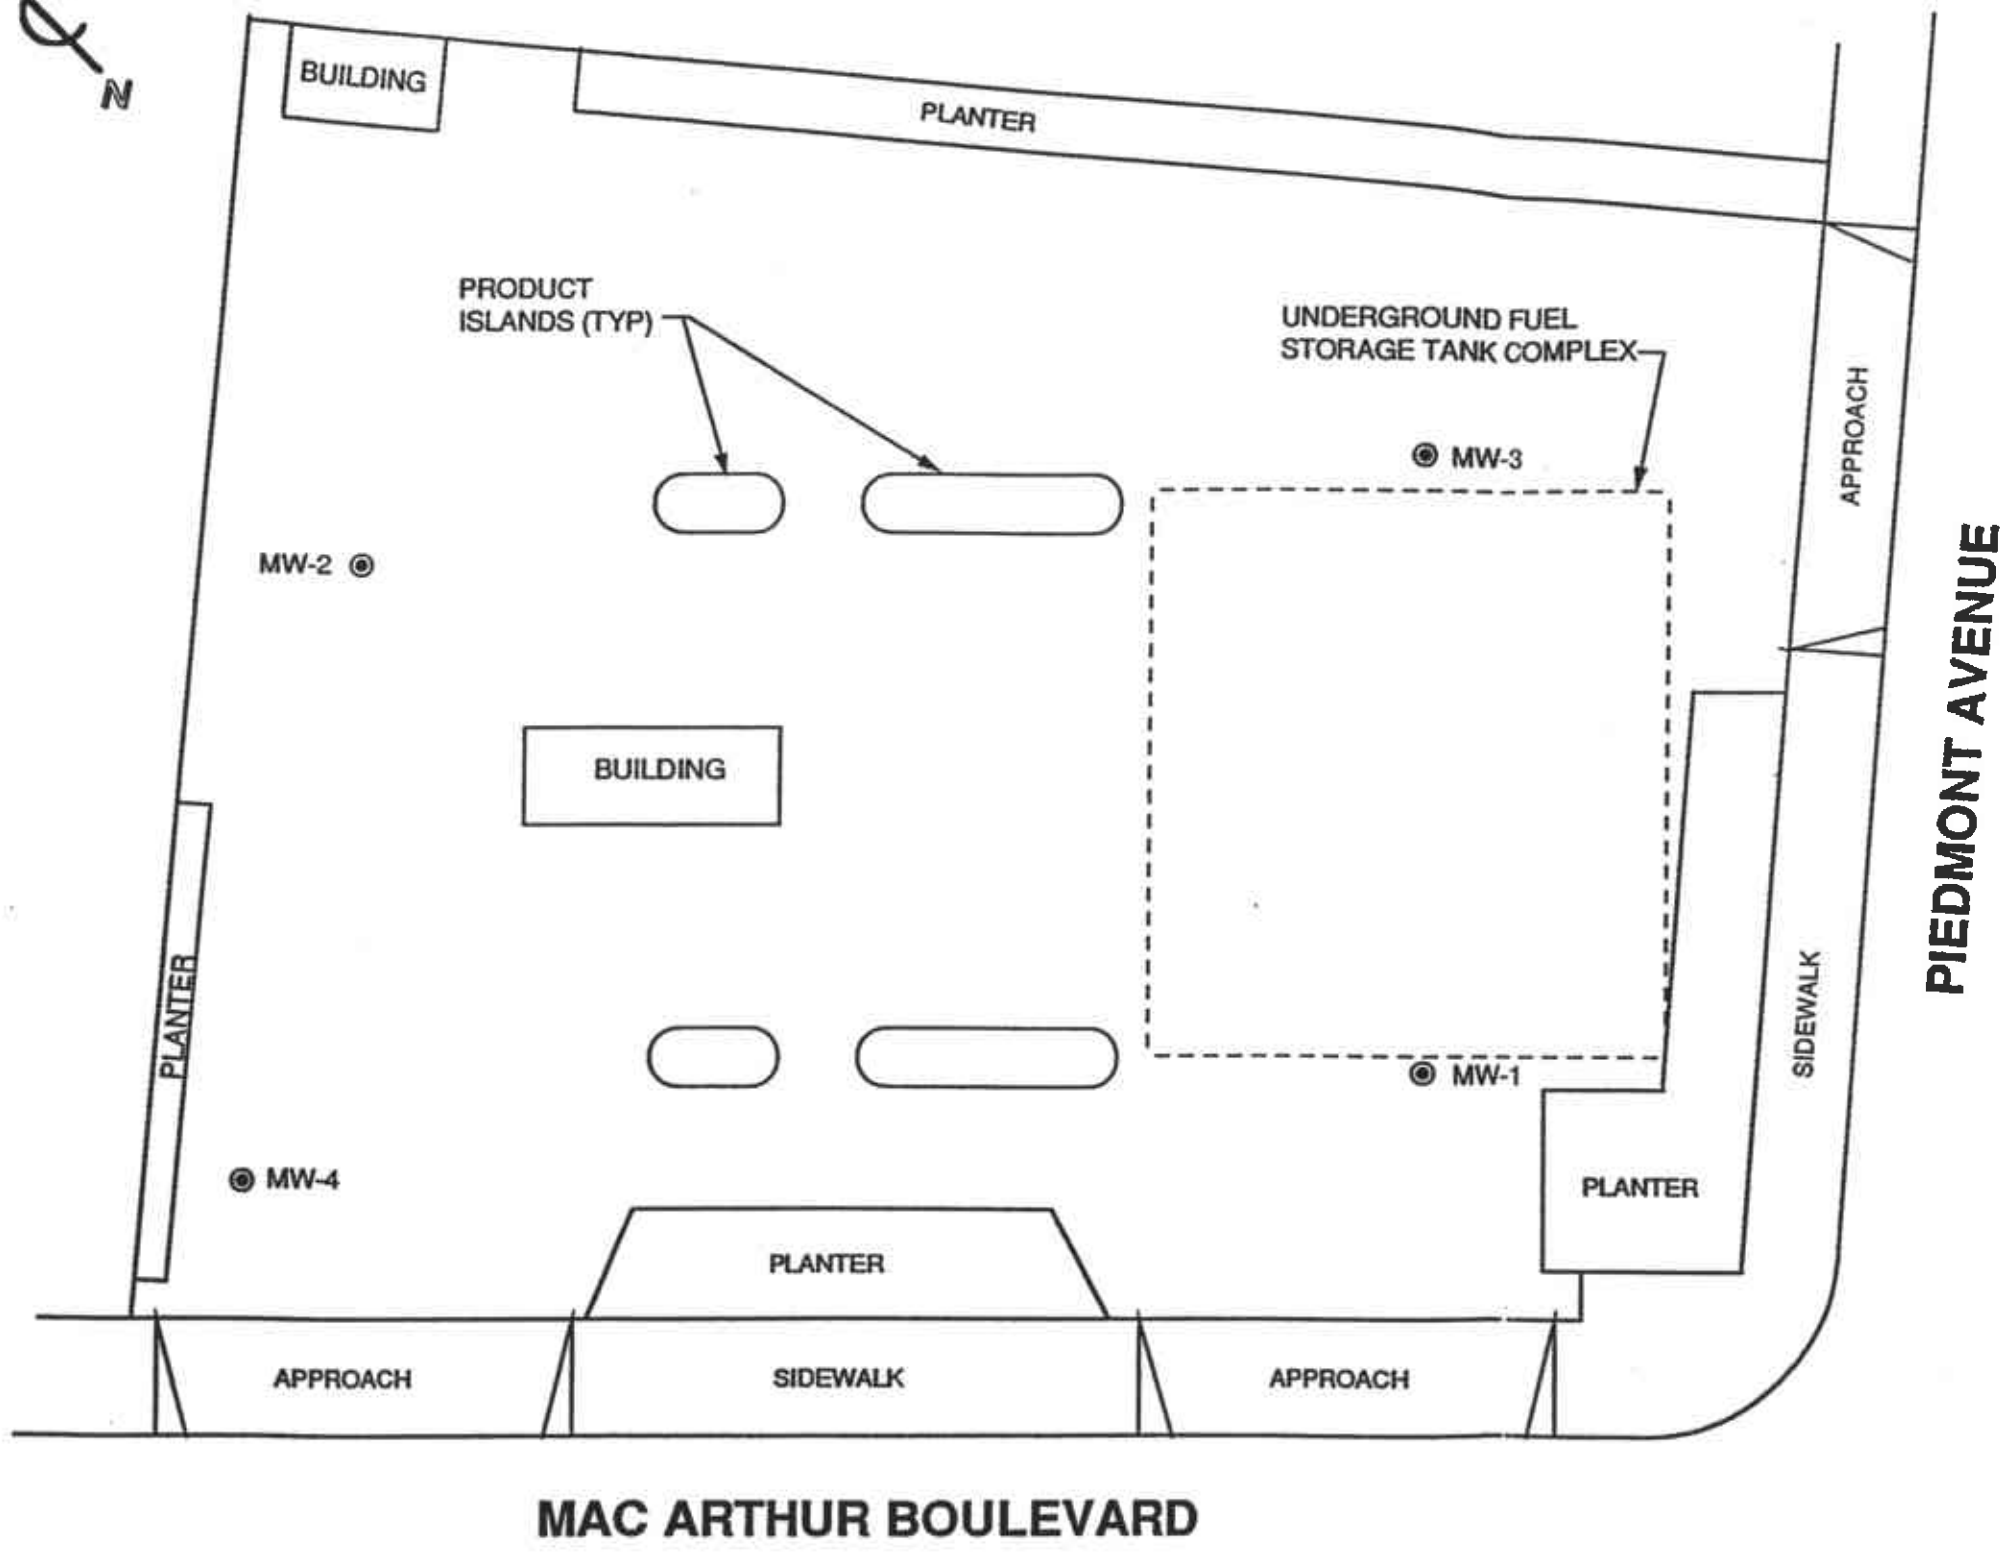 N
BUILDING
PLANTER
PRODUCT
ISLANDS (TYP)
UNDERGROUND FUEL
STORAGE TANK COMPLEX
APPROACH
MW-3
MW-2
PIEDMONT AVENUE
BUILDING
PLANTER
SIDEWALK
MW-1
MW-4
PLANTER
PLANTER
APPROACH
SIDEWALK
APPROACH
MAC ARTHUR BOULEVARD